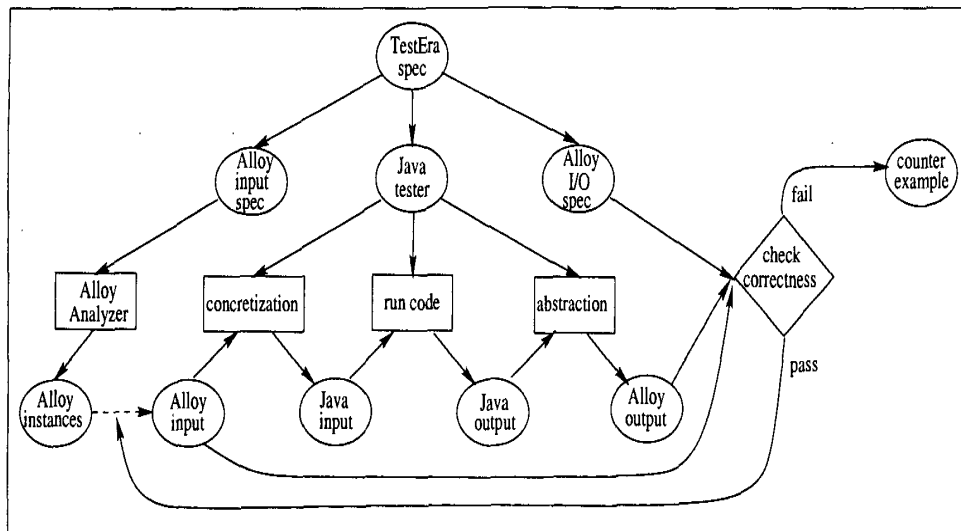 TestEra
spec
Alloy
input
spec
Java
tester
Alloy
I/O
spec
counter
example
fail
check
correctness
Alloy
Analyzer
concretization
run code
abstraction
pass
Alloy
instances
Alloy
input
Java
input
Java
output
Alloy
output